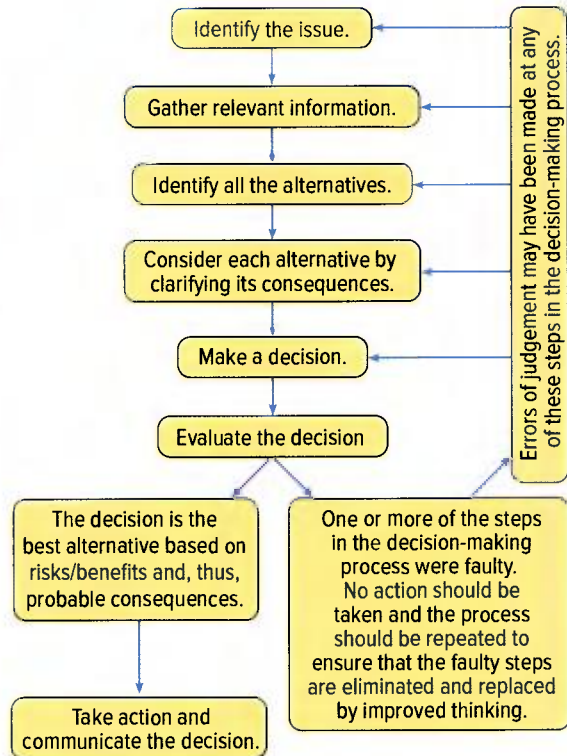 Identify the issue.
Gather relevant information.
Identify all the alternatives.
Consider each alternative by
clarifying its consequences.
Make a decision.
Evaluate the decision
Errors of judgement may have been made at any
of these steps in the decision-making process.
The decision is the
best alternative based on
risks/benefits and, thus,
probable consequences.
One or more of the steps
in the decision-making
process were faulty.
No action should be
taken and the process
should be repeated to
ensure that the faulty steps
are eliminated and replaced
by improved thinking.
Take action and
communicate the decision.